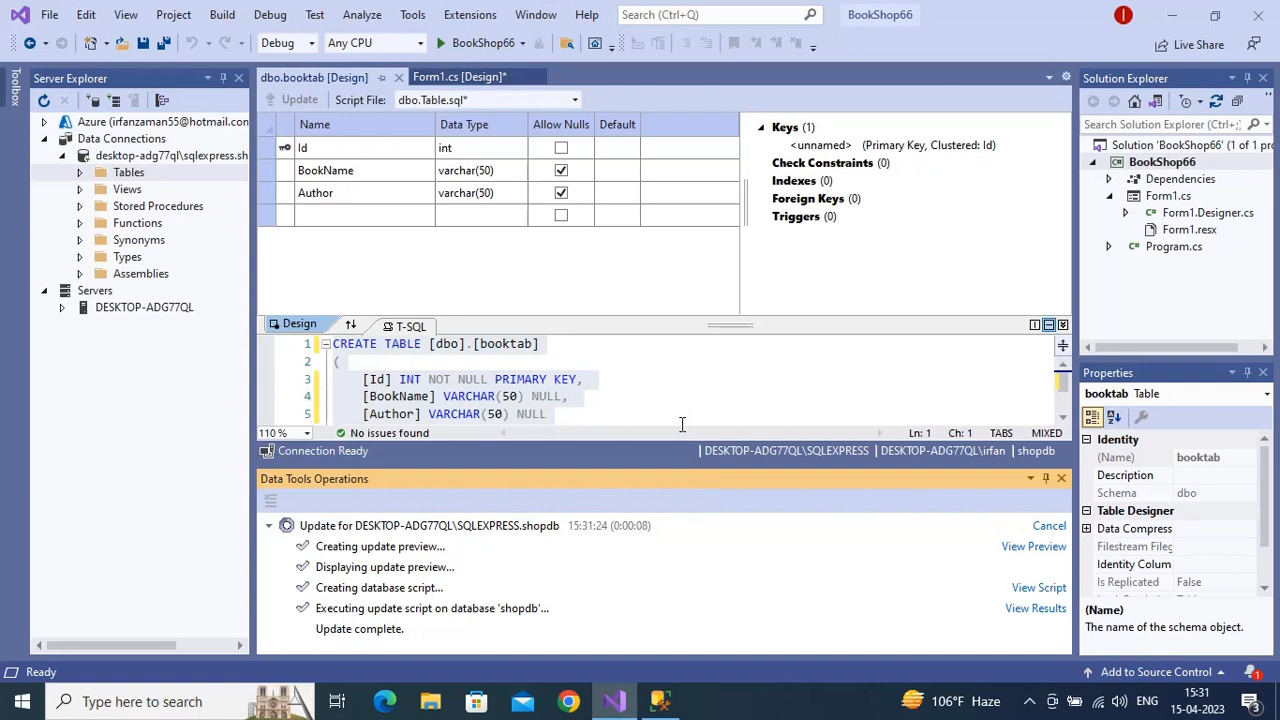 File Edit View Project Build Debug Test Analyze Tools Extensions Window Help Search (Ctrl+Q) BookShop66
Debug Any CPU BookShop66 Live Share
Toolbox
Server Explorer
Azure (irfanzaman55@hotmail.con
Data Connections
desktop-adg77ql\sqlexpress.sh
Tables
Views
Stored Procedures
Functions
Synonyms
Types
Assemblies
Servers
DESKTOP-ADG77QL
dbo.booktab [Design] Form1.cs [Design]*
Update Script File: dbo.Table.sql*
Name Data Type Allow Nulls Default
Id int
BookName varchar(50)
Author varchar(50)
Keys (1)
<unnamed> (Primary Key, Clustered: Id)
Check Constraints (0)
Indexes (0)
Foreign Keys (0)
Triggers (0)
Design T-SQL
1 CREATE TABLE [dbo].[booktab]
2 (
3 [Id] INT NOT NULL PRIMARY KEY,
4 [BookName] VARCHAR(50) NULL,
5 [Author] VARCHAR(50) NULL
110 % No issues found Ln: 1 Ch: 1 TABS MIXED
Connection Ready DESKTOP-ADG77QL\SQLEXPRESS DESKTOP-ADG77QL\irfan shopdb
Data Tools Operations
Update for DESKTOP-ADG77QL\SQLEXPRESS.shopdb 15:31:24 (0:00:08) Cancel
Creating update preview... View Preview
Displaying update preview...
Creating database script... View Script
Executing update script on database 'shopdb'... View Results
Update complete.
Solution Explorer
Search Solution Explorer (Ctrl+;)
Solution 'BookShop66' (1 of 1 pr
BookShop66
Dependencies
Form1.cs
Form1.Designer.cs
Form1.resx
Program.cs
Properties
booktab Table
Identity
(Name) booktab
Description
Schema dbo
Table Designer
Data Compress
Filestream Fileg
Identity Colum
Is Replicated False
(Name)
The name of the schema object.
Ready Add to Source Control 1
Type here to search 106°F Haze ENG 15:31
15-04-2023 3